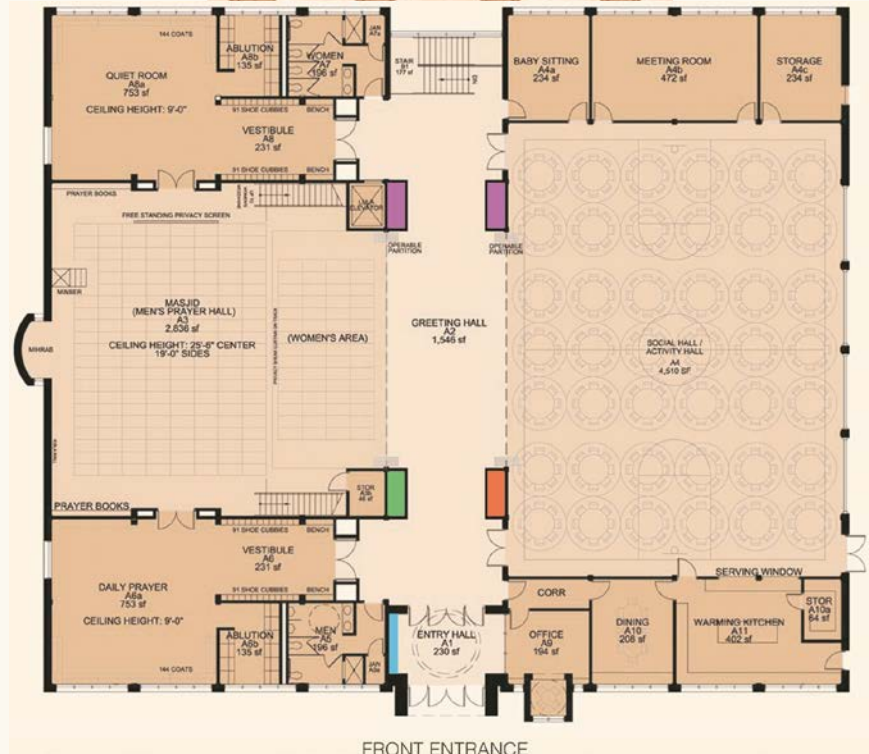 144 COATS
QUIET ROOM
A8a
753 sf
CEILING HEIGHT: 9'-0"
ABLUTION
A8b
135 sf
WOMEN
A7
196 sf
JAN
A7a
STAIR
B1
177 sf
DN
BABY SITTING
A4a
234 sf
MEETING ROOM
A4b
472 sf
STORAGE
A4c
234 sf
91 SHOE CUBBIES
BENCH
VESTIBULE
A8
231 sf
91 SHOE CUBBIES
BENCH
PRAYER BOOKS
FREE STANDING PRIVACY SCREEN
ELEVATOR
OPERABLE
PARTITION
OPERABLE
PARTITION
MINBER
MASJID
(MEN'S PRAYER HALL)
A3
2,836 sf
CEILING HEIGHT: 25'-6" CENTER
19'-0" SIDES
(WOMEN'S AREA)
MIHRAB
GREETING HALL
A2
1,546 sf
SOCIAL HALL /
ACTIVITY HALL
A4
4,510 SF
STOR
PRAYER BOOKS
91 SHOE CUBBIES
BENCH
VESTIBULE
A6
231 sf
91 SHOE CUBBIES
BENCH
DAILY PRAYER
A6a
753 sf
CEILING HEIGHT: 9'-0"
ABLUTION
A6b
135 sf
144 COATS
MEN
A5
196 sf
JAN
ENTRY HALL
A1
230 sf
CORR
OFFICE
A9
194 sf
DINING
A10
208 sf
SERVING WINDOW
WARMING KITCHEN
A11
402 sf
STOR
A10a
64 sf
FRONT ENTRANCE